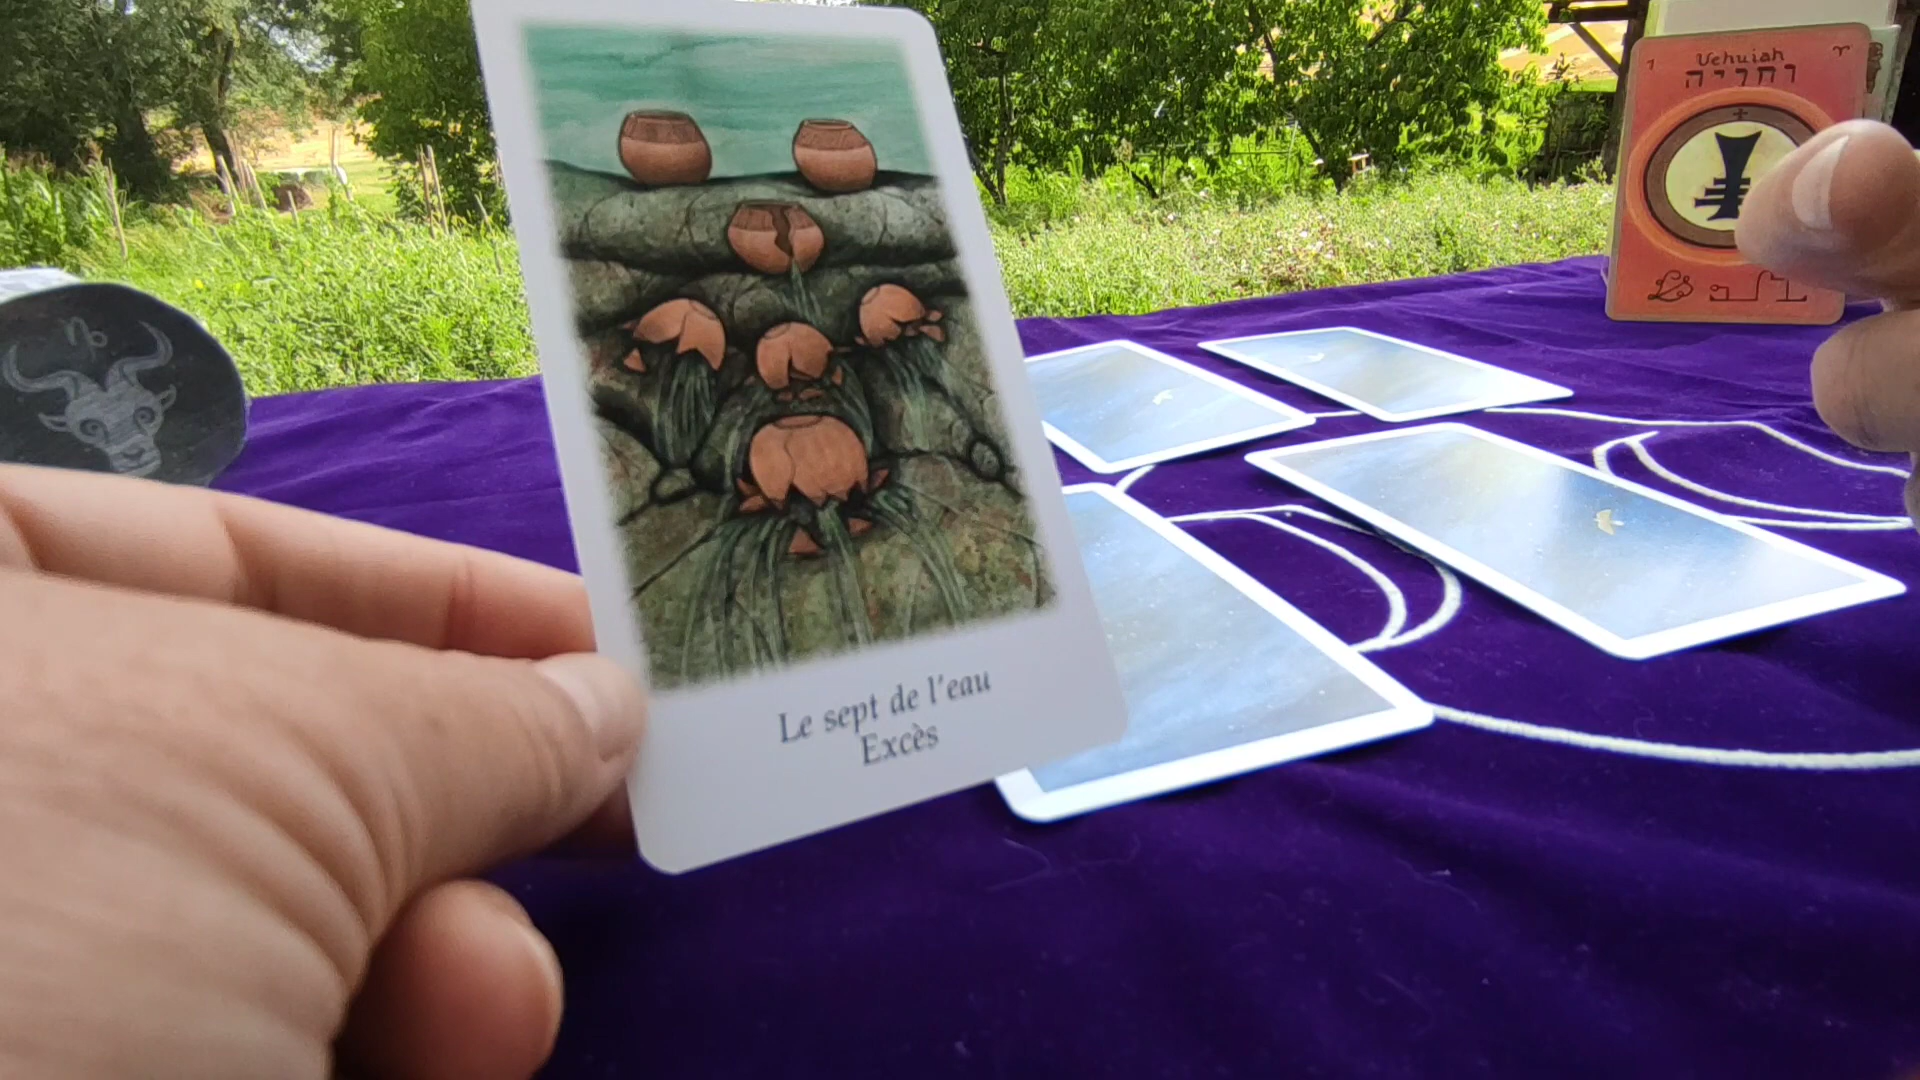 Vehuiah
והויה
Le sept de l'eau
Excès